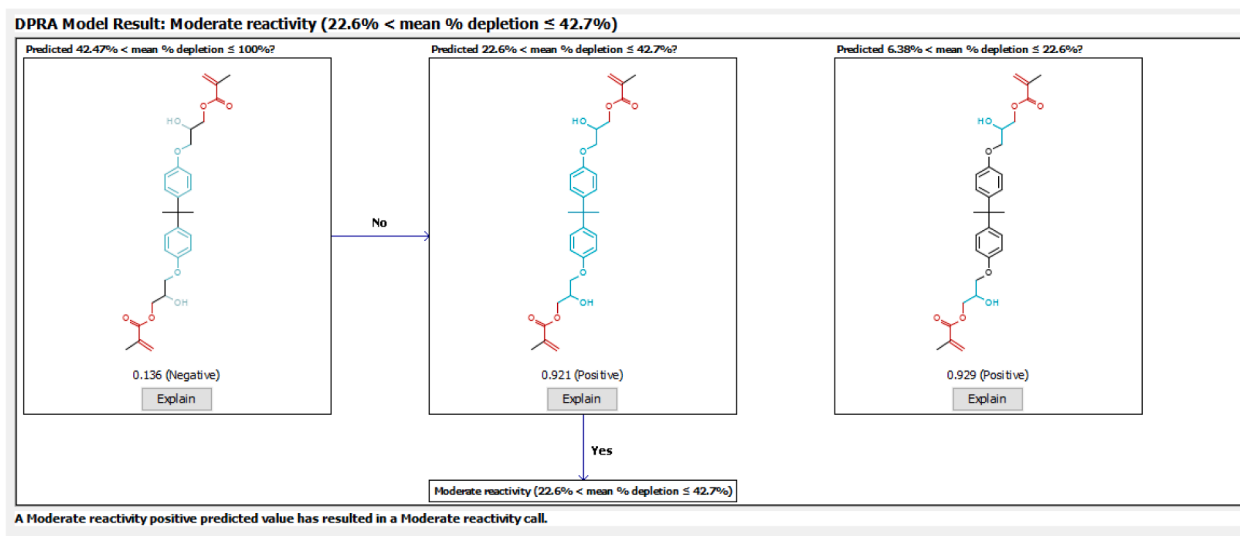 DPRA Model Result: Moderate reactivity (22.6% < mean % depletion ≤ 42.7%)
Predicted 42.47% < mean % depletion ≤ 100%?
Predicted 22.6% < mean % depletion ≤ 42.7%?
Predicted 6.38% < mean % depletion ≤ 22.6%?
O
O
HO
O
O
OH
O
O
O
O
HO
O
O
OH
O
O
O
O
HO
O
O
OH
O
O
No
0.136 (Negative)
0.921 (Positive)
0.929 (Positive)
Explain
Explain
Explain
Yes
Moderate reactivity (22.6% < mean % depletion ≤ 42.7%)
A Moderate reactivity positive predicted value has resulted in a Moderate reactivity call.